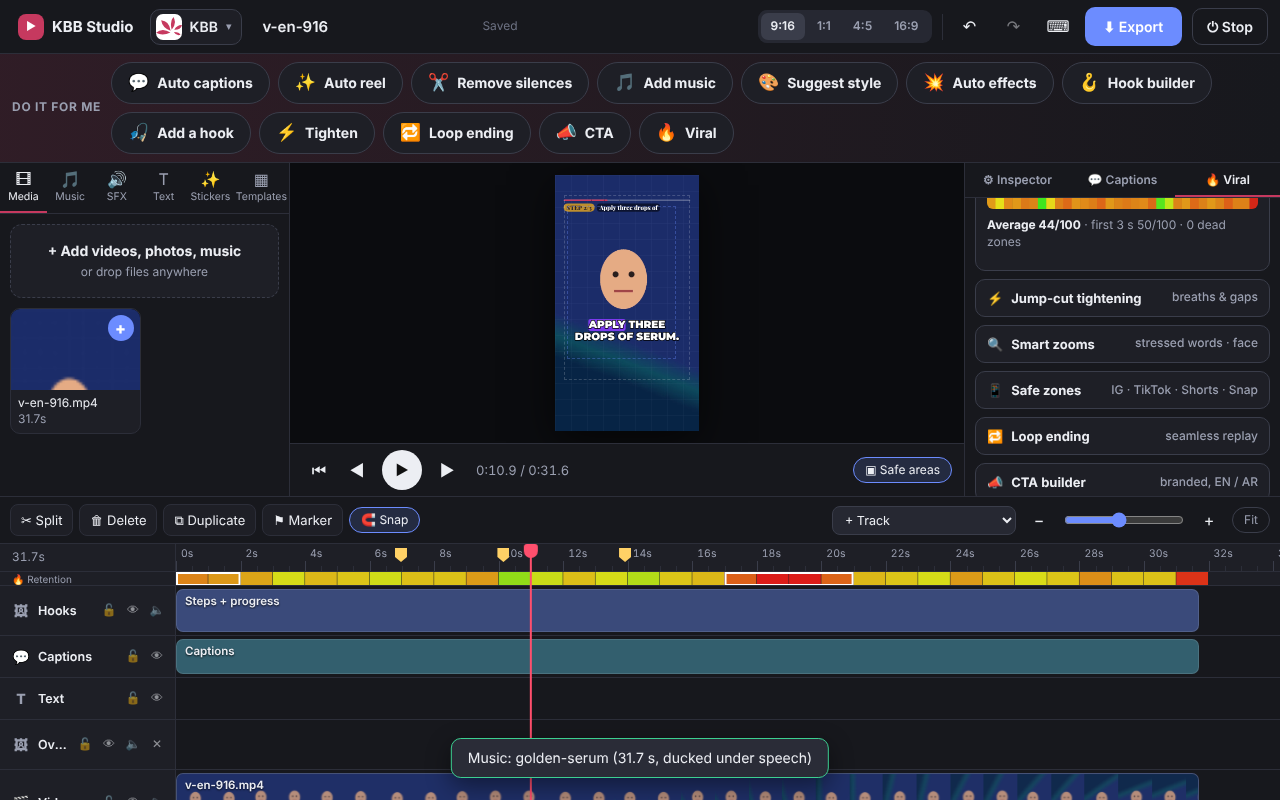 KBB Studio
KBB
v-en-916
Saved
9:16 1:1 4:5 16:9
Export
Stop
DO IT FOR ME
Auto captions
Auto reel
Remove silences
Add music
Suggest style
Auto effects
Hook builder
Add a hook
Tighten
Loop ending
CTA
Viral
Media
Music
SFX
Text
Stickers
Templates
+ Add videos, photos, music
or drop files anywhere
v-en-916.mp4
31.7s
Apply three drops of
APPLY THREE
DROPS OF SERUM.
0:10.9 / 0:31.6
Safe areas
Inspector
Captions
Viral
Average 44/100 · first 3 s 50/100 · 0 dead
zones
Jump-cut tightening breaths & gaps
Smart zooms stressed words · face
Safe zones IG · TikTok · Shorts · Snap
Loop ending seamless replay
CTA builder branded, EN / AR
Split
Delete
Duplicate
Marker
Snap
+ Track
− + Fit
31.7s
0s 2s 4s 6s 8s 0s 12s 14s 16s 18s 20s 22s 24s 26s 28s 30s 32s
Retention
Hooks
Steps + progress
Captions
Captions
Text
Ov...
Music: golden-serum (31.7 s, ducked under speech)
v-en-916.mp4